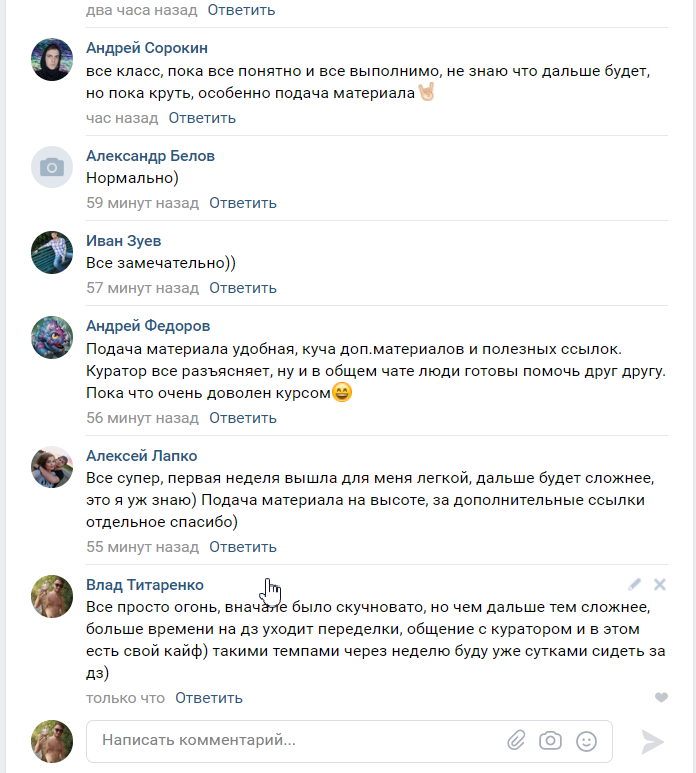 два часа назад Ответить
Андрей Сорокин
все класс, пока все понятно и все выполнимо, не знаю что дальше будет,
но пока круть, особенно подача материала🤘🏻
час назад Ответить
Александр Белов
Нормально)
59 минут назад Ответить
Иван Зуев
Все замечательно))
57 минут назад Ответить
Андрей Федоров
Подача материала удобная, куча доп.материалов и полезных ссылок.
Куратор все разъясняет, ну и в общем чате люди готовы помочь друг другу.
Пока что очень доволен курсом😄
56 минут назад Ответить
Алексей Лапко
Все супер, первая неделя вышла для меня легкой, дальше будет сложнее,
это я уж знаю) Подача материала на высоте, за дополнительные ссылки
отдельное спасибо)
55 минут назад Ответить
Влад Титаренко
Все просто огонь, вначале было скучновато, но чем дальше тем сложнее,
больше времени на дз уходит переделки, общение с куратором и в этом
есть свой кайф) такими темпами через неделю буду уже сутками сидеть за
дз)
только что Ответить
Написать комментарий...